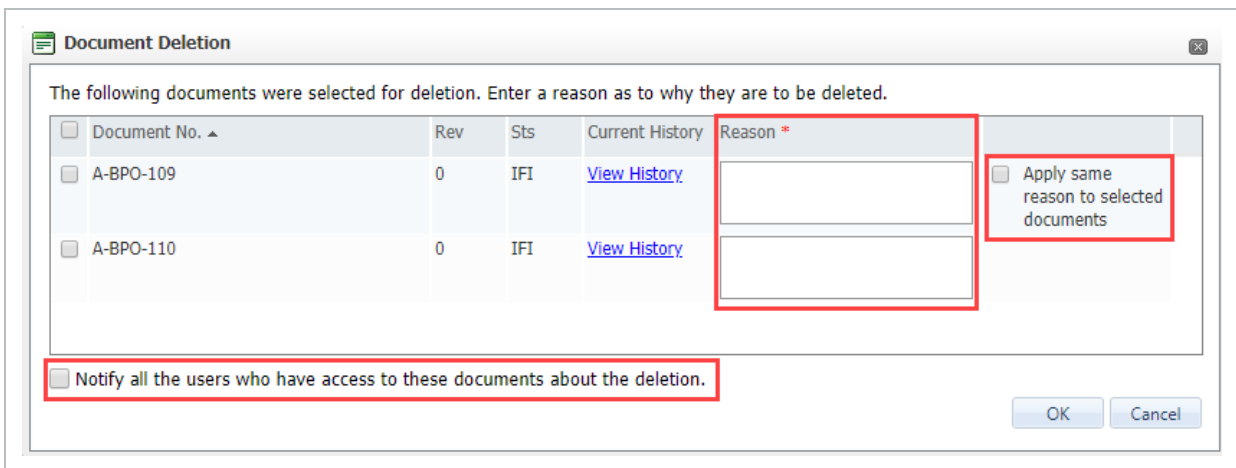 Document Deletion
The following documents were selected for deletion. Enter a reason as to why they are to be deleted.
Document No. Rev Sts Current History Reason *
A-BPO-109 0 IFI View History Apply same
reason to selected
documents
A-BPO-110 0 IFI View History
Notify all the users who have access to these documents about the deletion.
OK Cancel